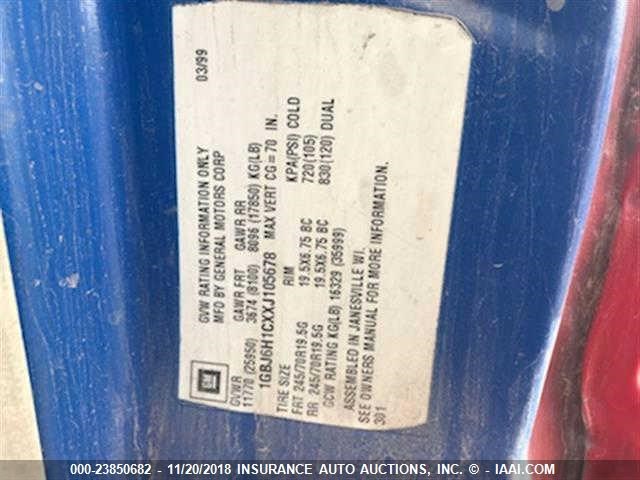 03/99
GVW RATING INFORMATION ONLY
MFD BY GENERAL MOTORS CORP
GM
GVWR GAWR FRT GAWR RR
11770 (25950) 3674 (8100) 8096 (17850) KG(LB)
1GBJ6H1CXXJ105678 MAX VERT CG=70 IN.
TIRE SIZE RIM KPA(PSI) COLD
FRT 245/70R19.5G 19.5X6.75 BC 720(105)
RR 245/70R19.5G 19.5X6.75 BC 830(120) DUAL
GCW RATING KG(LB) 16329 (35999)
ASSEMBLED IN JANESVILLE WI.
SEE OWNERS MANUAL FOR MORE INFORMATION.
301
000-23850682 - 11/20/2018 INSURANCE AUTO AUCTIONS, INC. © - IAAI.COM